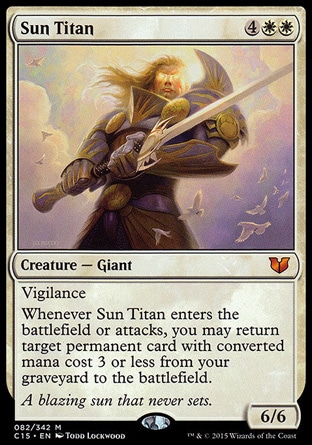 Sun Titan 4
Creature — Giant
Vigilance
Whenever Sun Titan enters the
battlefield or attacks, you may return
target permanent card with converted
mana cost 3 or less from your
graveyard to the battlefield.
A blazing sun that never sets.
6/6
082/342 M
C15 • EN Todd Lockwood
™ & © 2015 Wizards of the Coast